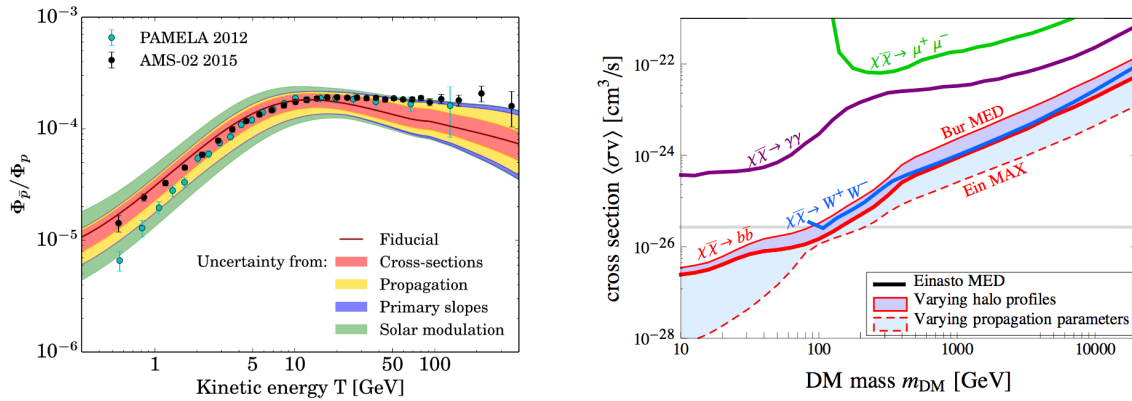 10⁻³
10⁻⁴
10⁻⁵
10⁻⁶
Φp̄/Φp
PAMELA 2012
AMS-02 2015
Fiducial
Uncertainty from:
Cross-sections
Propagation
Primary slopes
Solar modulation
1 5 10 50 100
Kinetic energy T [GeV]
10⁻²²
10⁻²⁴
10⁻²⁶
10⁻²⁸
cross section ⟨σv⟩ [cm³/s]
χχ̄→ μ⁺ μ⁻
χχ̄→ γγ
Bur MED
Ein MAX
χχ̄→ W⁺ W⁻
χχ̄→ bb̄
Einasto MED
Varying halo profiles
Varying propagation parameters
10 100 1000 10000
DM mass mDM [GeV]